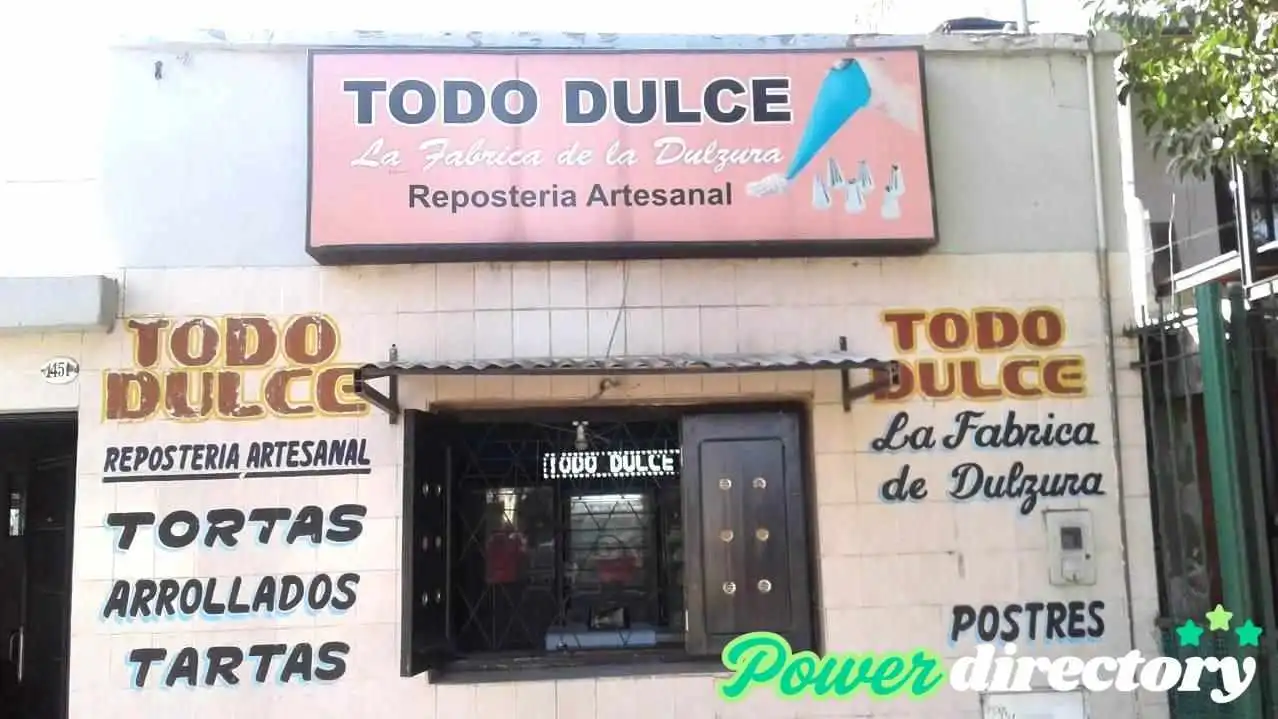 TODO DULCE
La Fabrica de la Dulzura
Reposteria Artesanal
TODO
DULCE
REPOSTERIA ARTESANAL
TORTAS
ARROLLADOS
TARTAS
1451
TODO DULCE
TODO
DULCE
La Fabrica
de Dulzura
POSTRES
Power directory